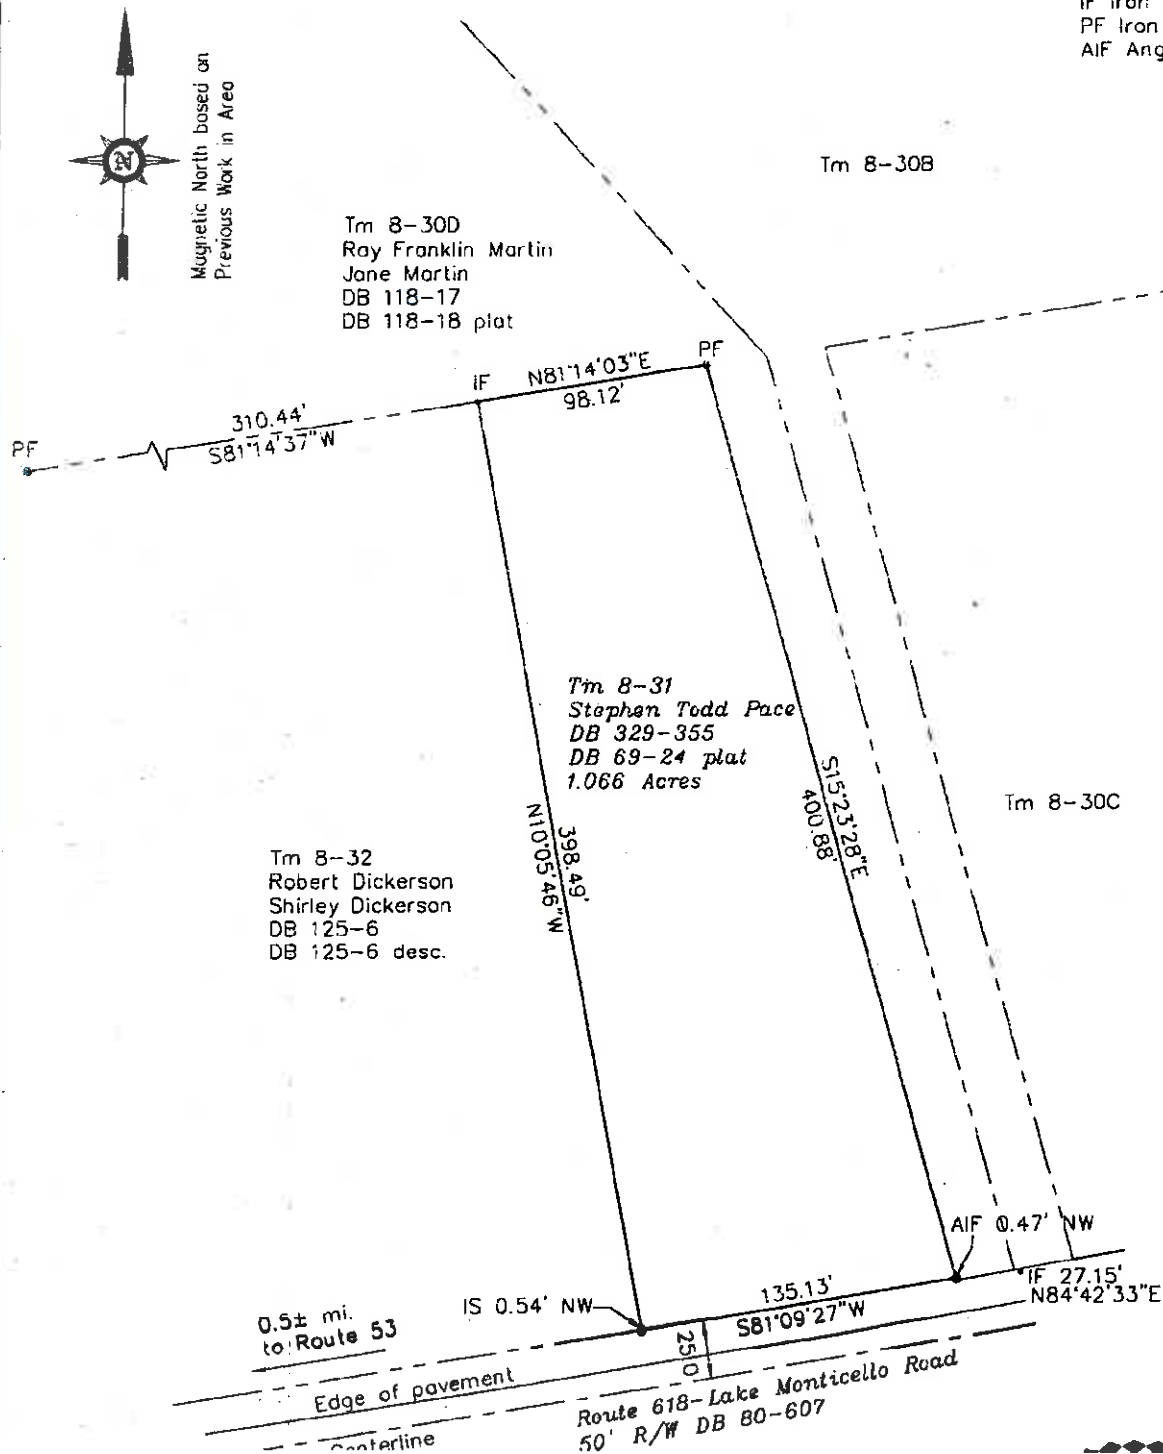 IF Iron
PF Iron
AIF Ang
N
Magnetic North based on
Previous Work in Area
Tm 8-30B
Tm 8-30D
Ray Franklin Martin
Jane Martin
DB 118-17
DB 118-18 plat
PF
IF
N81°14'03"E
98.12'
310.44'
S81°14'37"W
PF
Tm 8-31
Stephen Todd Pace
DB 329-355
DB 69-24 plat
1.066 Acres
S15°23'28"E
400.88'
Tm 8-30C
398.49'
N10°05'46"W
Tm 8-32
Robert Dickerson
Shirley Dickerson
DB 125-6
DB 125-6 desc.
AIF 0.47' NW
IF 27.15'
N84°42'33"E
135.13'
S81°09'27"W
IS 0.54' NW
0.5± mi.
to Route 53
25.0
Edge of pavement
Centerline
Route 618-Lake Monticello Road
50' R/W DB 80-607